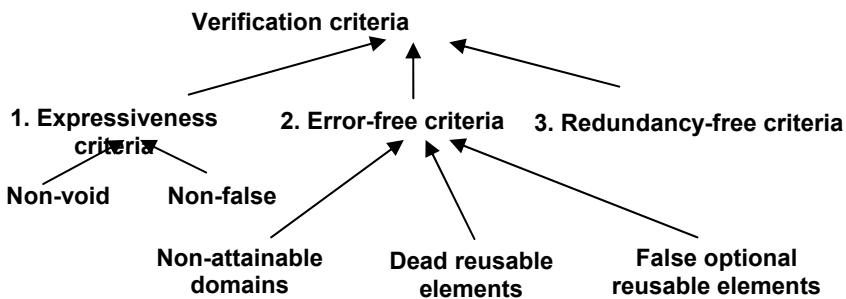 Verification criteria
1. Expressiveness
criteria
2. Error-free criteria
3. Redundancy-free criteria
Non-void
Non-false
Non-attainable
domains
Dead reusable
elements
False optional
reusable elements